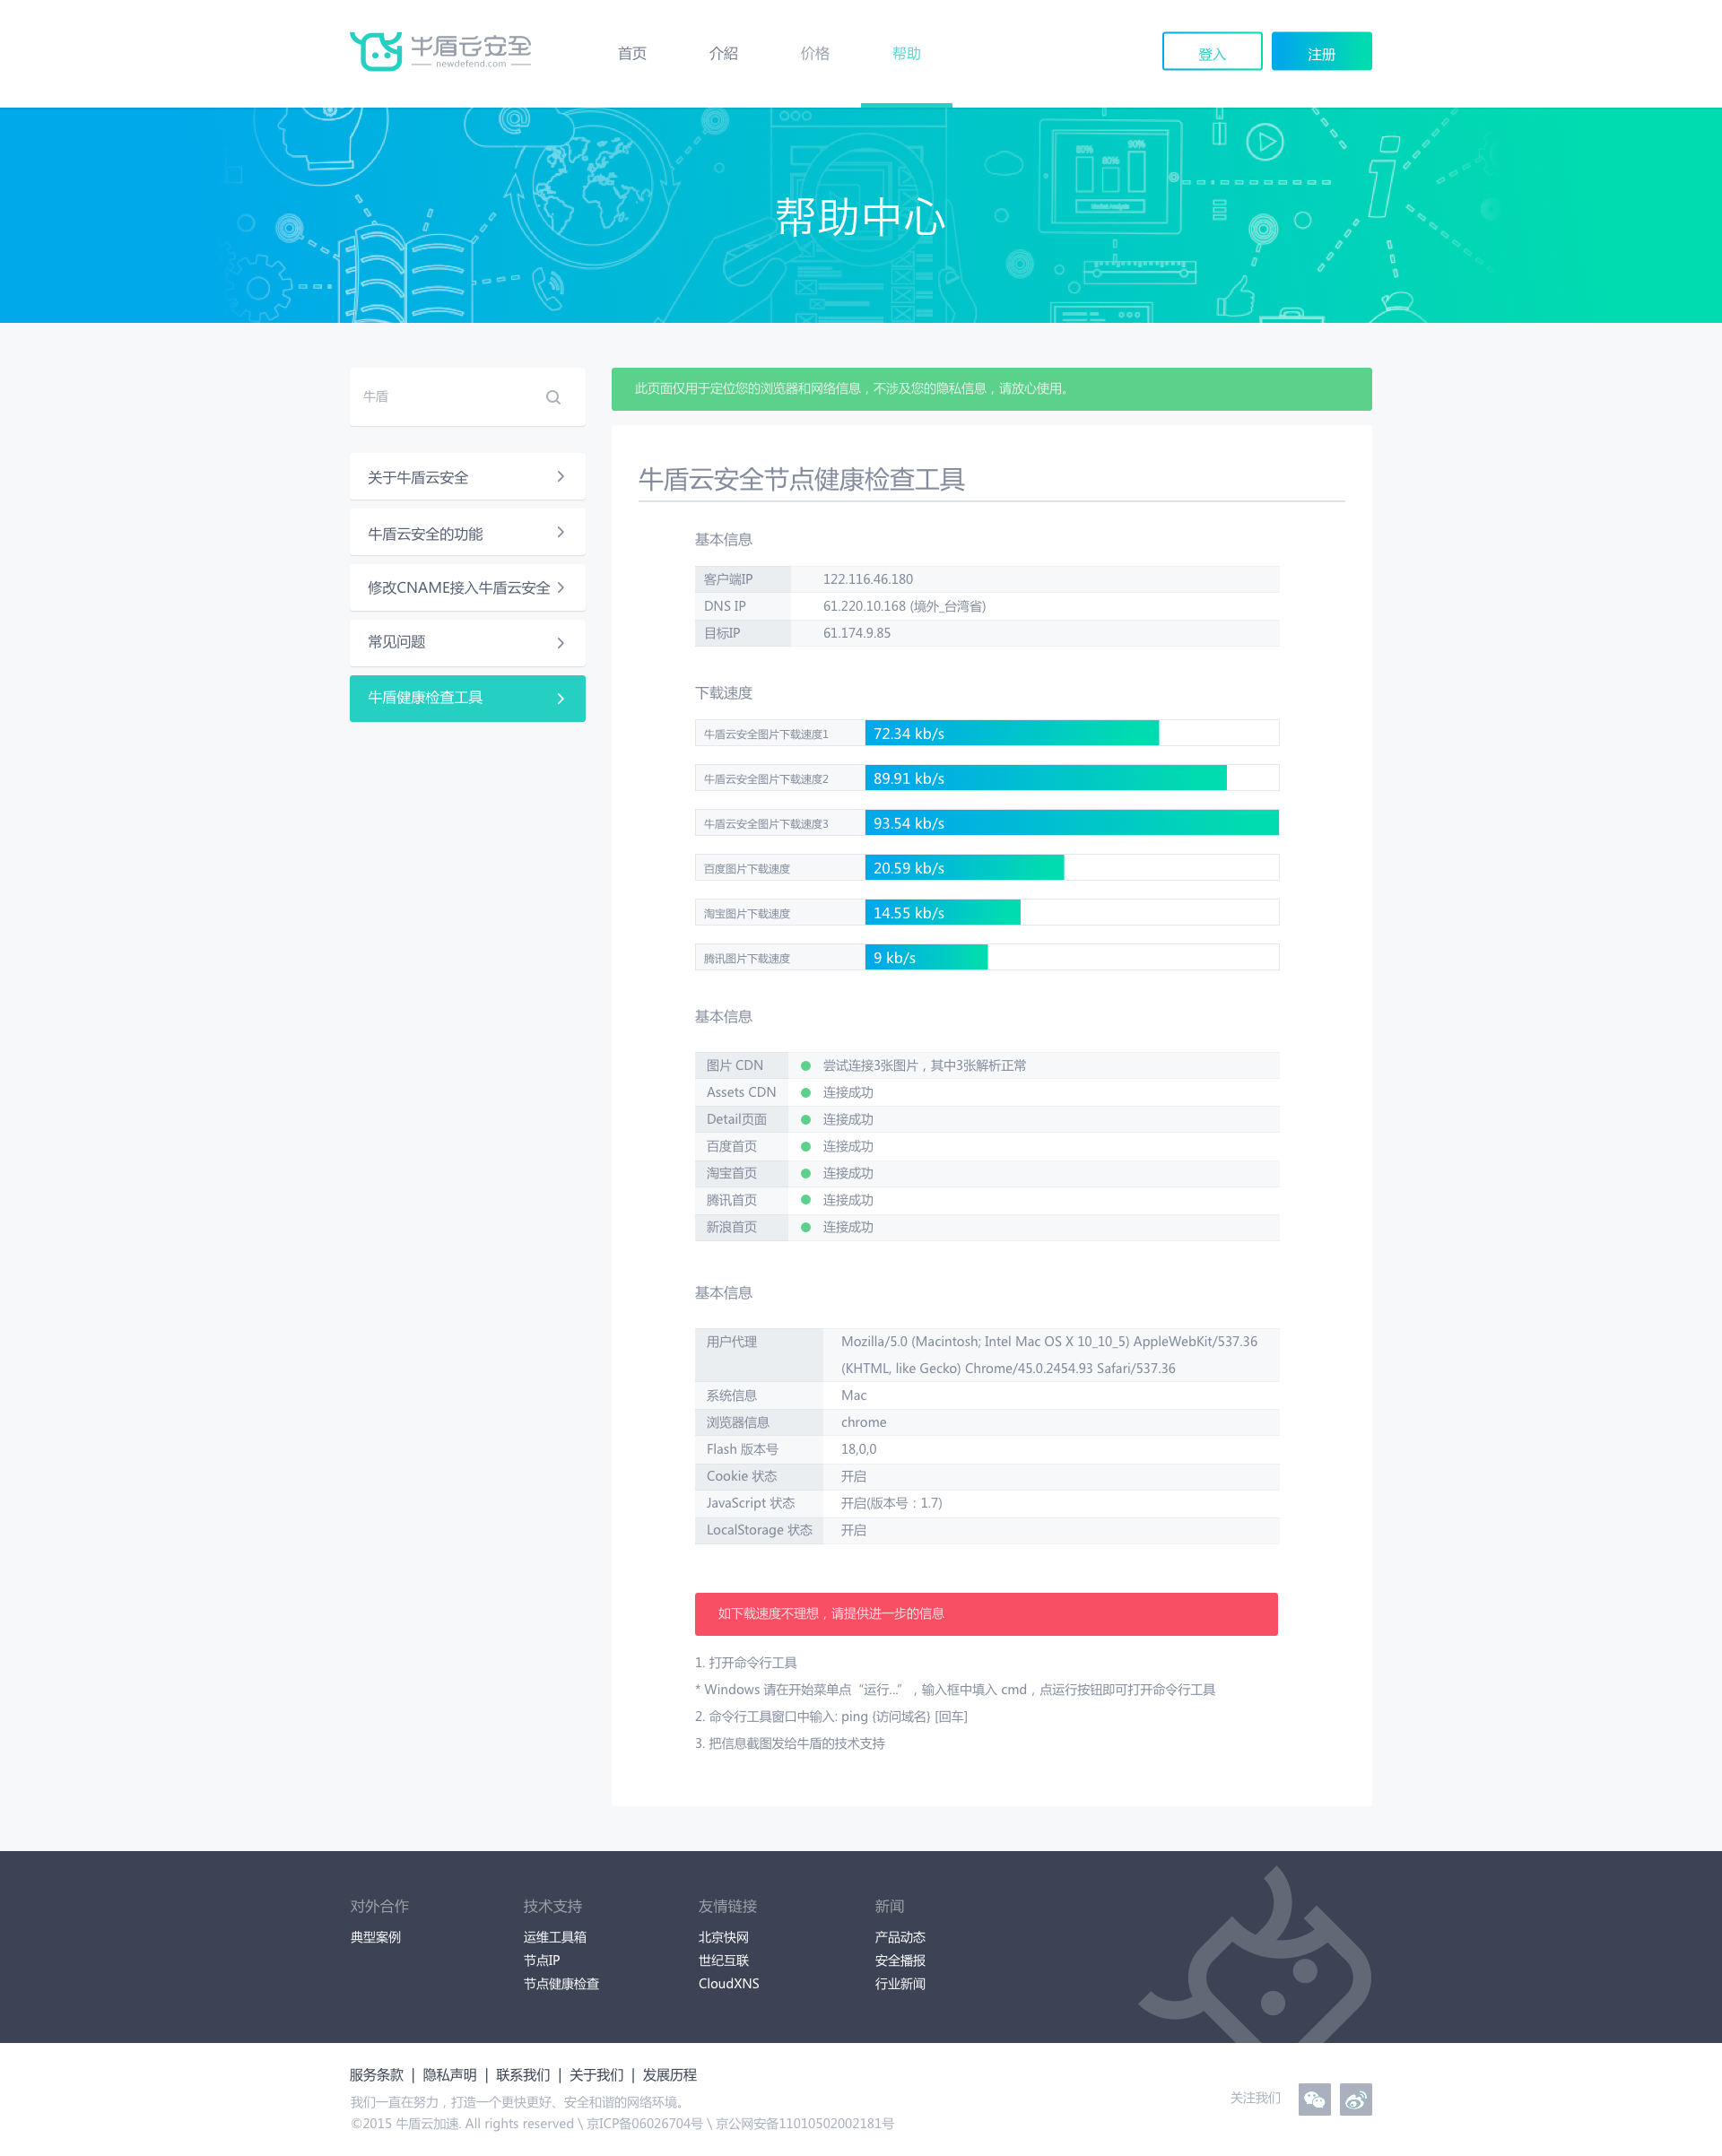 牛盾云安全
newdefend.com
首页 介紹 价格 帮助
登入 注册
80% 60% 90%
Market Analysis
帮助中心
牛盾
关于牛盾云安全
牛盾云安全的功能
修改CNAME接入牛盾云安全
常见问题
牛盾健康检查工具
此页面仅用于定位您的浏览器和网络信息，不涉及您的隐私信息，请放心使用。
牛盾云安全节点健康检查工具
基本信息
客户端IP 122.116.46.180
DNS IP 61.220.10.168 (境外_台湾省)
目标IP 61.174.9.85
下载速度
牛盾云安全图片下载速度1 72.34 kb/s
牛盾云安全图片下载速度2 89.91 kb/s
牛盾云安全图片下载速度3 93.54 kb/s
百度图片下载速度 20.59 kb/s
淘宝图片下载速度 14.55 kb/s
腾讯图片下载速度 9 kb/s
基本信息
图片 CDN 尝试连接3张图片，其中3张解析正常
Assets CDN 连接成功
Detail页面 连接成功
百度首页 连接成功
淘宝首页 连接成功
腾讯首页 连接成功
新浪首页 连接成功
基本信息
用户代理 Mozilla/5.0 (Macintosh; Intel Mac OS X 10_10_5) AppleWebKit/537.36
(KHTML, like Gecko) Chrome/45.0.2454.93 Safari/537.36
系统信息 Mac
浏览器信息 chrome
Flash 版本号 18,0,0
Cookie 状态 开启
JavaScript 状态 开启(版本号：1.7)
LocalStorage 状态 开启
如下载速度不理想，请提供进一步的信息
1. 打开命令行工具
* Windows 请在开始菜单点“运行...”，输入框中填入 cmd，点运行按钮即可打开命令行工具
2. 命令行工具窗口中输入: ping {访问域名} [回车]
3. 把信息截图发给牛盾的技术支持
对外合作 技术支持 友情链接 新闻
典型案例 运维工具箱 北京快网 产品动态
节点IP 世纪互联 安全播报
节点健康检查 CloudXNS 行业新闻
服务条款 | 隐私声明 | 联系我们 | 关于我们 | 发展历程
我们一直在努力，打造一个更快更好、安全和谐的网络环境。
关注我们
©2015 牛盾云加速. All rights reserved \ 京ICP备06026704号 \ 京公网安备11010502002181号